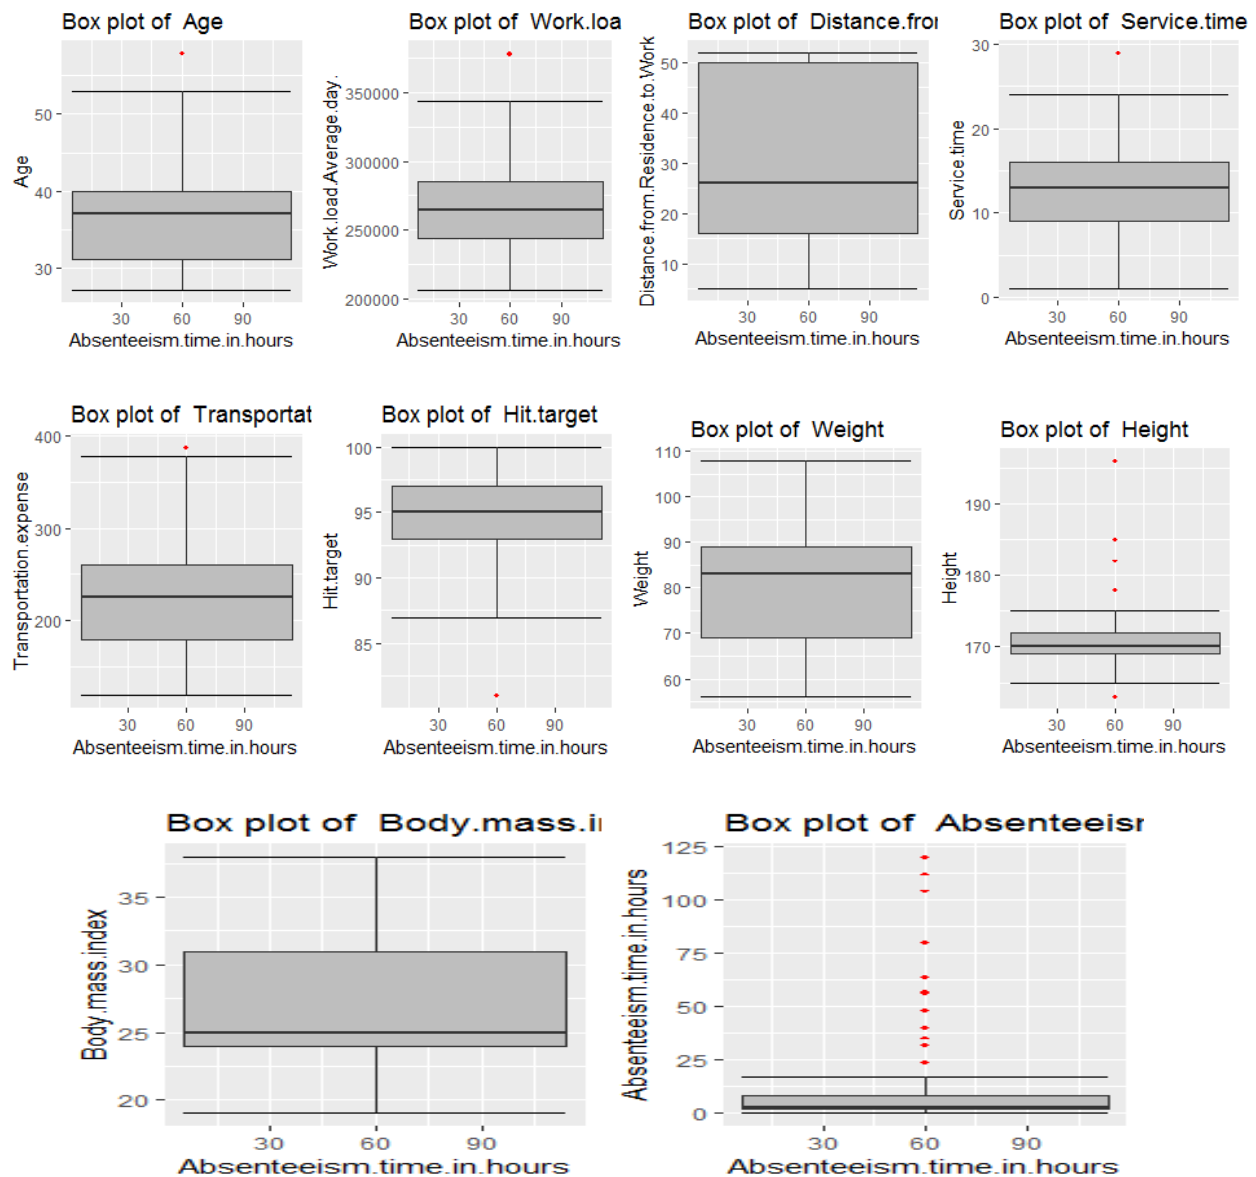 Box plot of  Age
Age
50
40
30
30 60 90
Absenteeism.time.in.hours
Box plot of  Work.loa
Work.load.Average.day.
350000
300000
250000
200000
30 60 90
Absenteeism.time.in.hours
Box plot of  Distance.fror
Distance.from.Residence.to.Work
50
40
30
20
10
30 60 90
Absenteeism.time.in.hours
Box plot of  Service.time
Service.time
30
20
10
0
30 60 90
Absenteeism.time.in.hours
Box plot of  Transportat
Transportation.expense
400
300
200
30 60 90
Absenteeism.time.in.hours
Box plot of  Hit.target
Hit.target
100
95
90
85
30 60 90
Absenteeism.time.in.hours
Box plot of  Weight
Weight
110
100
90
80
70
60
30 60 90
Absenteeism.time.in.hours
Box plot of  Height
Height
190
180
170
30 60 90
Absenteeism.time.in.hours
Box plot of  Body.mass.i
Body.mass.index
35
30
25
20
30 60 90
Absenteeism.time.in.hours
Box plot of  Absenteeisr
Absenteeism.time.in.hours
125
100
75
50
25
0
30 60 90
Absenteeism.time.in.hours